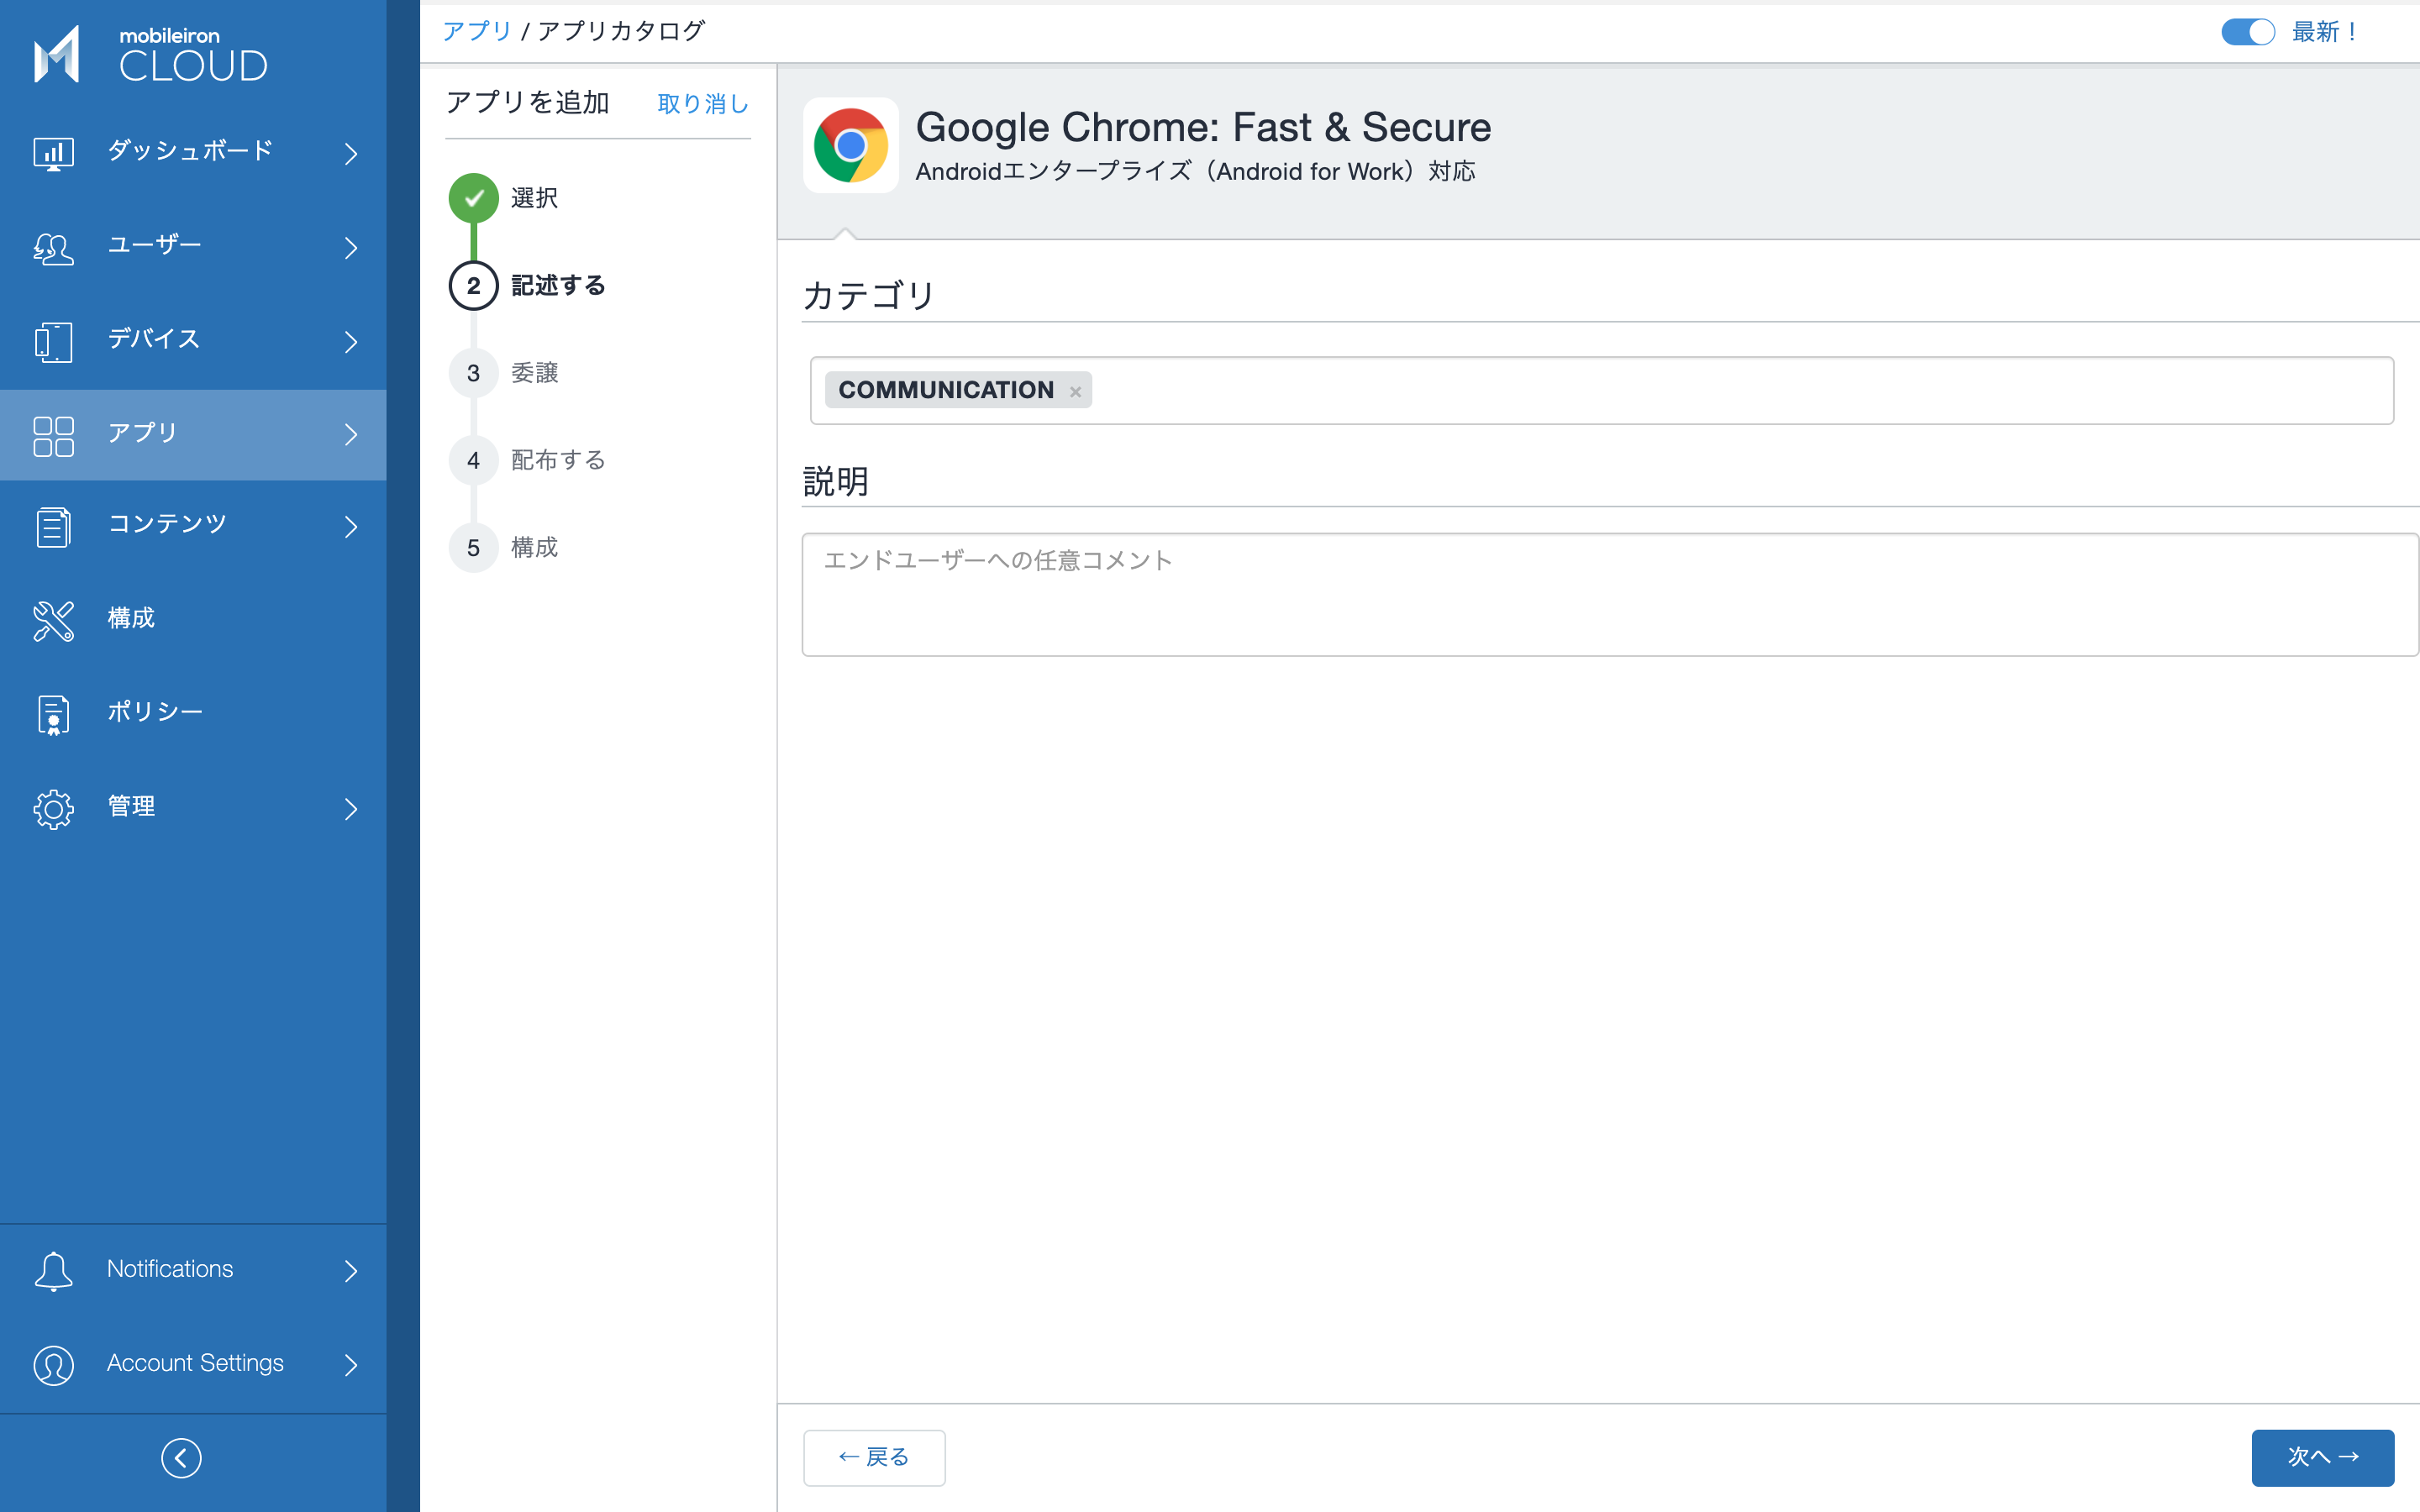 mobileiron
CLOUD
ダッシュボード
ユーザー
デバイス
アプリ
コンテンツ
構成
ポリシー
管理
Notifications
Account Settings
アプリ / アプリカタログ
最新！
アプリを追加 取り消し
選択
2 記述する
3 委譲
4 配布する
5 構成
Google Chrome: Fast & Secure
Androidエンタープライズ（Android for Work）対応
カテゴリ
COMMUNICATION ×
説明
エンドユーザーへの任意コメント
← 戻る
次へ →